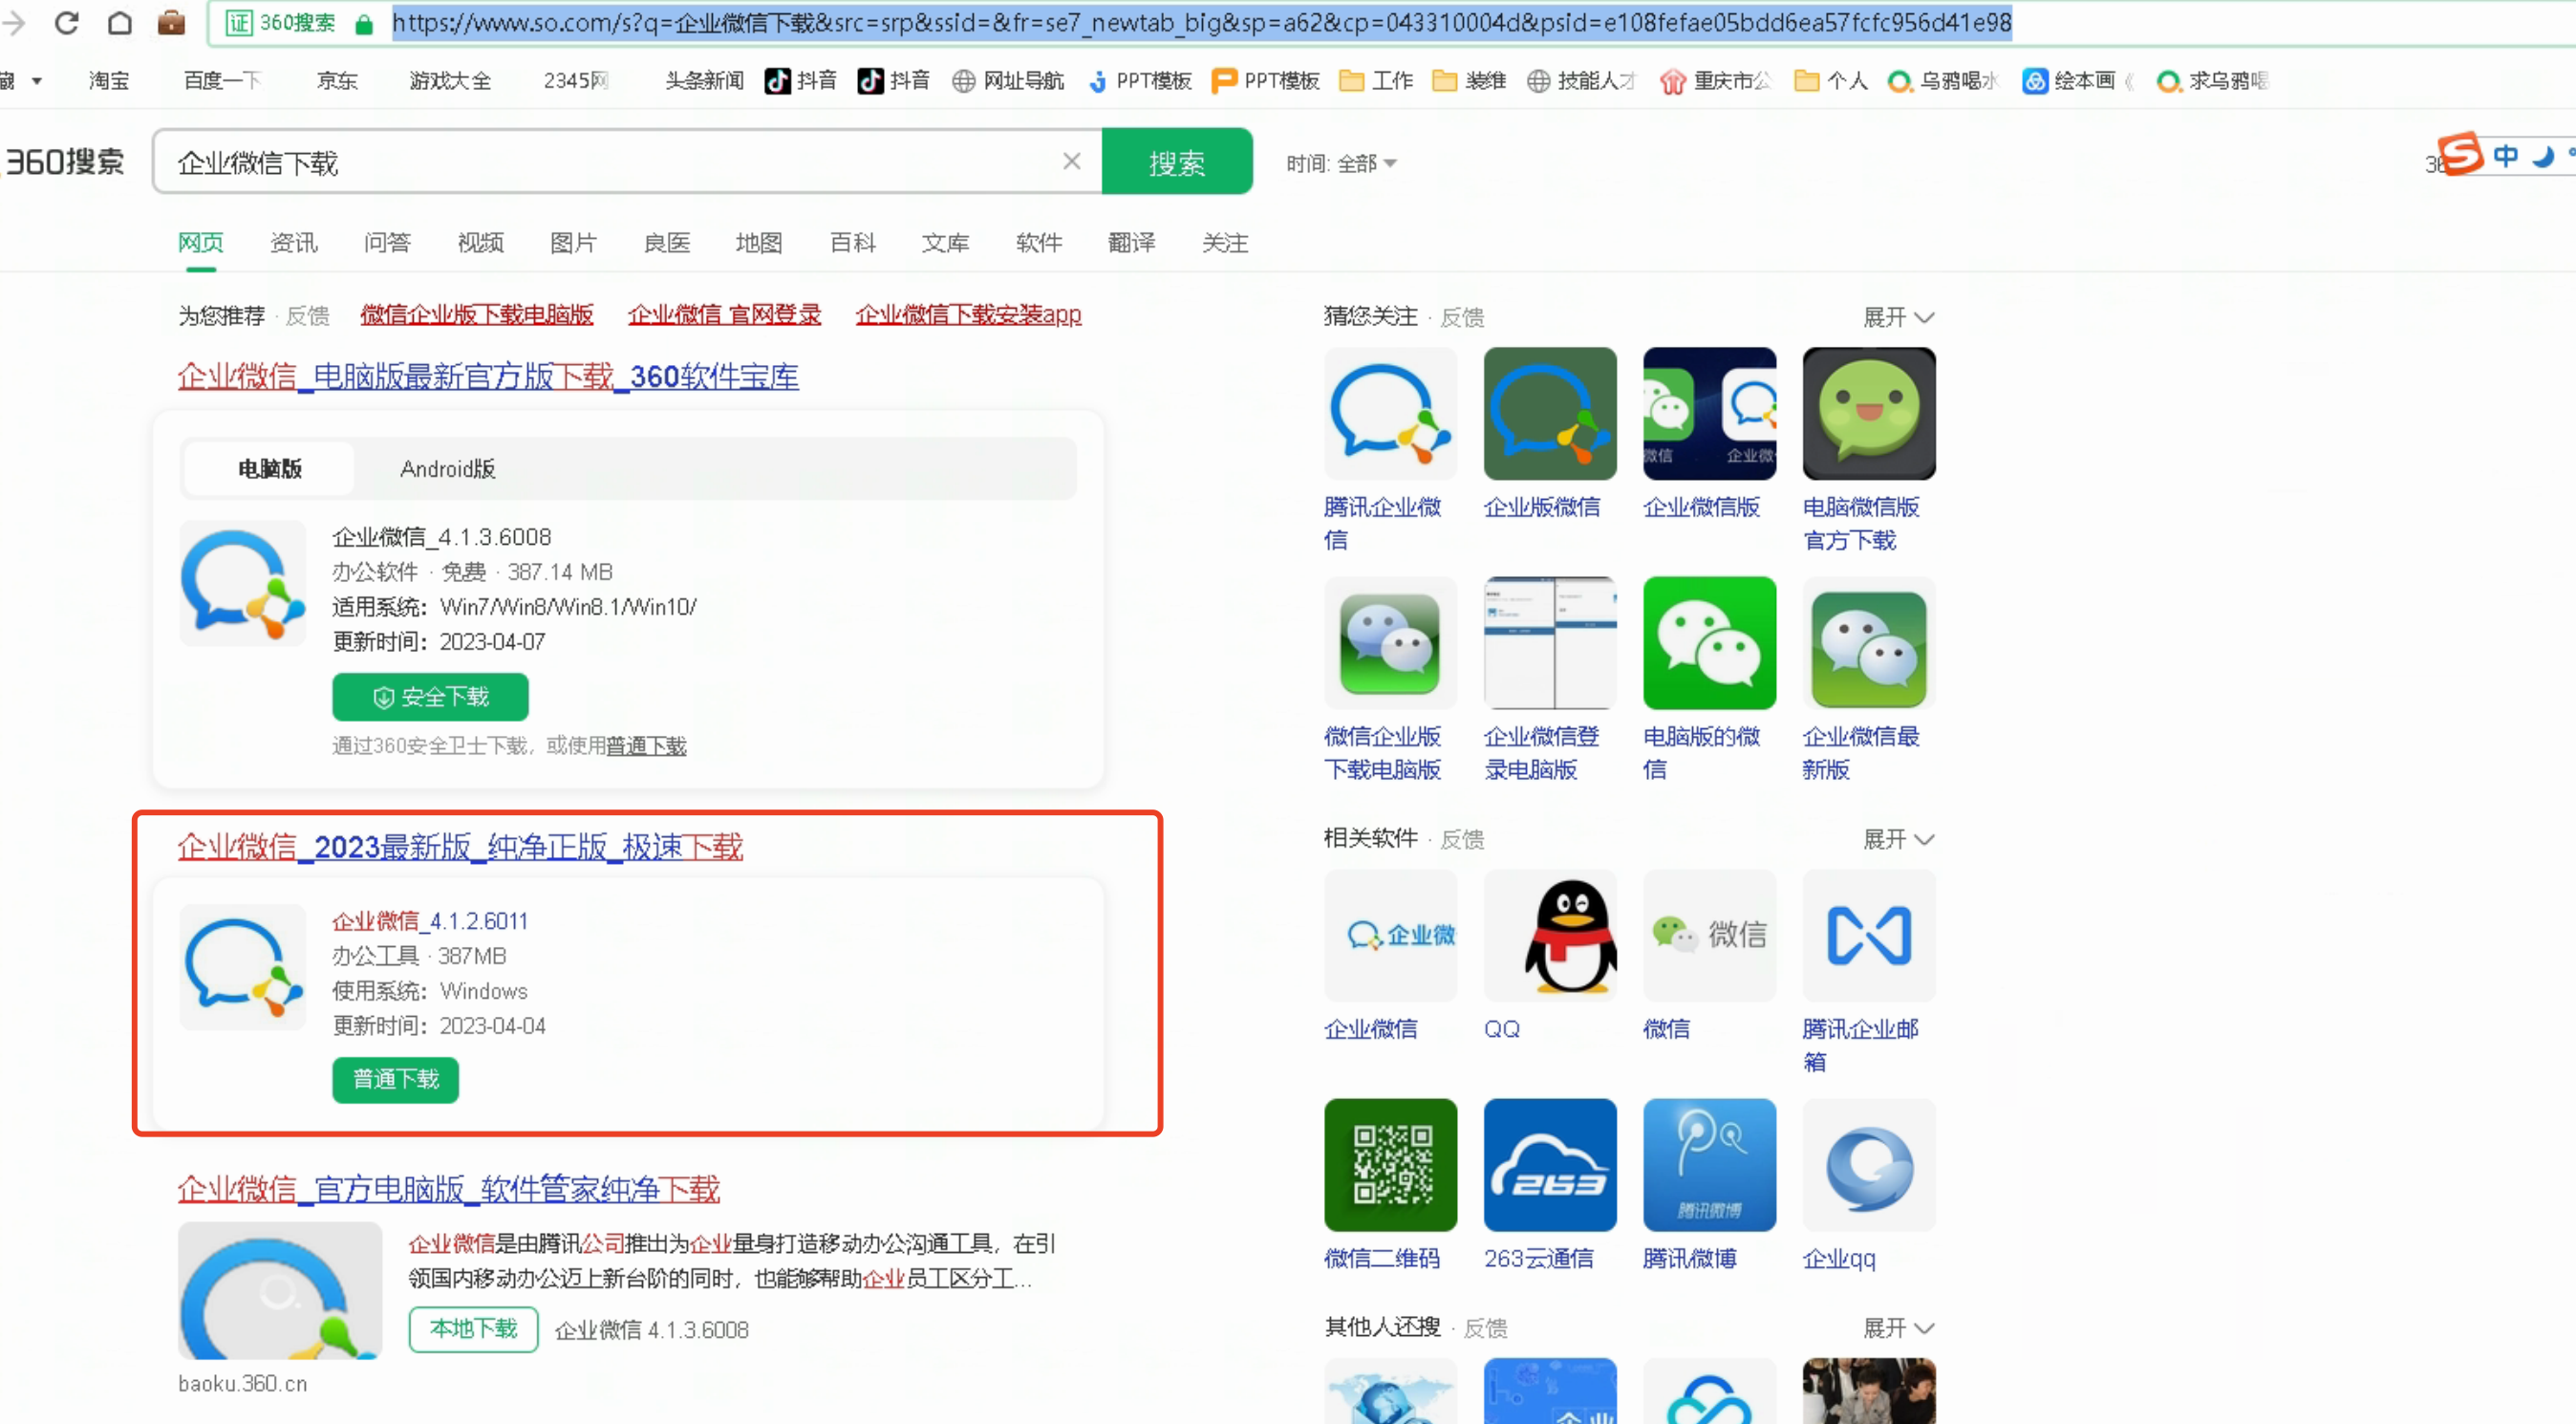 证 360搜索 https://www.so.com/s?q=企业微信下载&src=srp&ssid=&fr=se7_newtab_big&sp=a62&cp=043310004d&psid=e108fefae05bdd6ea57fcfc956d41e98
藏 淘宝 百度一下 京东 游戏大全 2345网 头条新闻 抖音 抖音 网址导航 PPT模板 PPT模板 工作 装维 技能人才 重庆市公 个人 乌鸦喝水 绘本画《 求乌鸦喝
360搜索 企业微信下载 搜索 时间: 全部 36 S 中
网页 资讯 问答 视频 图片 良医 地图 百科 文库 软件 翻译 关注
为您推荐 · 反馈 微信企业版下载电脑版 企业微信 官网登录 企业微信下载安装app
企业微信_电脑版最新官方版下载_360软件宝库
电脑版 Android版
企业微信_4.1.3.6008
办公软件 · 免费 · 387.14 MB
适用系统：Win7/Win8/Win8.1/Win10/
更新时间：2023-04-07
安全下载
通过360安全卫士下载，或使用普通下载
企业微信_2023最新版_纯净正版_极速下载
企业微信_4.1.2.6011
办公工具 · 387MB
使用系统：Windows
更新时间：2023-04-04
普通下载
企业微信_官方电脑版_软件管家纯净下载
企业微信是由腾讯公司推出为企业量身打造移动办公沟通工具，在引
领国内移动办公迈上新台阶的同时，也能够帮助企业员工区分工...
本地下载 企业微信 4.1.3.6008
baoku.360.cn
猜您关注 · 反馈 展开
微信 企业微
腾讯企业微
信
企业版微信
企业微信版
电脑微信版
官方下载
微信企业版
下载电脑版
企业微信登
录电脑版
电脑版的微
信
企业微信最
新版
相关软件 · 反馈 展开
企业微
微信
企业微信
QQ
微信
腾讯企业邮
箱
263
腾讯微博
微信二维码
263云通信
腾讯微博
企业qq
其他人还搜 · 反馈 展开
企业